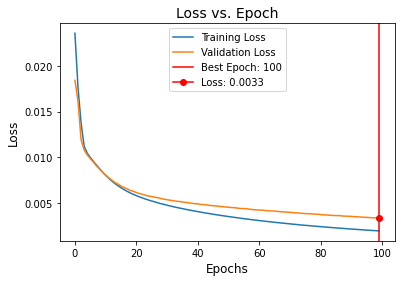 Loss vs. Epoch
Training Loss
Validation Loss
Best Epoch: 100
Loss: 0.0033
Loss
0.020
0.015
0.010
0.005
0 20 40 60 80 100
Epochs